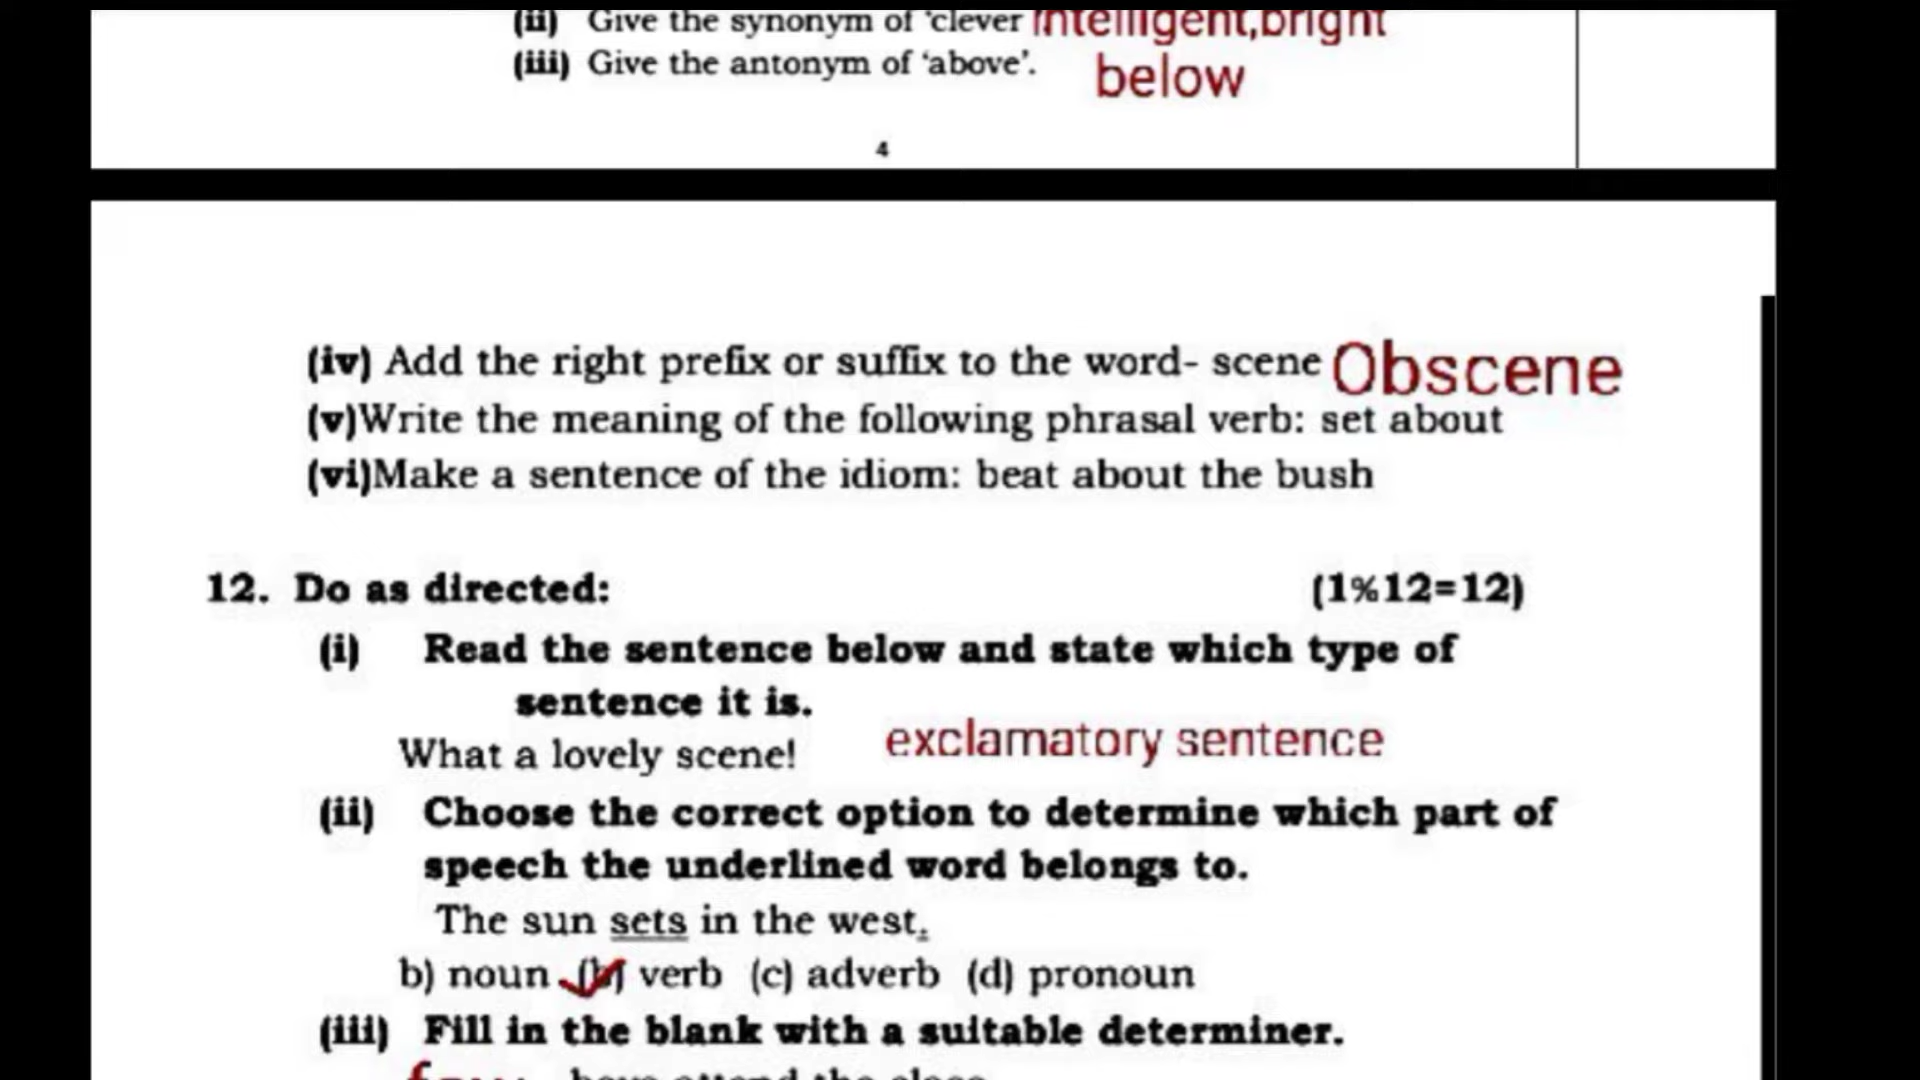 (ii) Give the synonym of ‘clever intelligent,bright
(iii) Give the antonym of ‘above’. below
4
(iv) Add the right prefix or suffix to the word- scene Obscene
(v)Write the meaning of the following phrasal verb: set about
(vi)Make a sentence of the idiom: beat about the bush
12. Do as directed: (1%12=12)
(i) Read the sentence below and state which type of
sentence it is.
What a lovely scene! exclamatory sentence
(ii) Choose the correct option to determine which part of
speech the underlined word belongs to.
The sun sets in the west.
b) noun (b) verb (c) adverb (d) pronoun
(iii) Fill in the blank with a suitable determiner.
few have attend the class